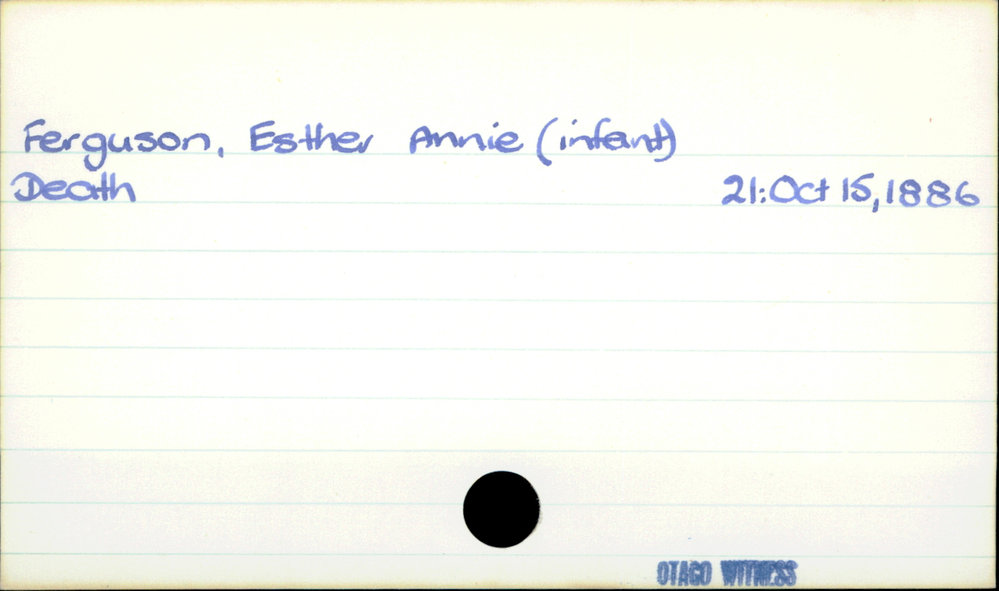 Ferguson, Esther Annie (infant)
Death 21:Oct 15,1886
OTAGO WITNESS